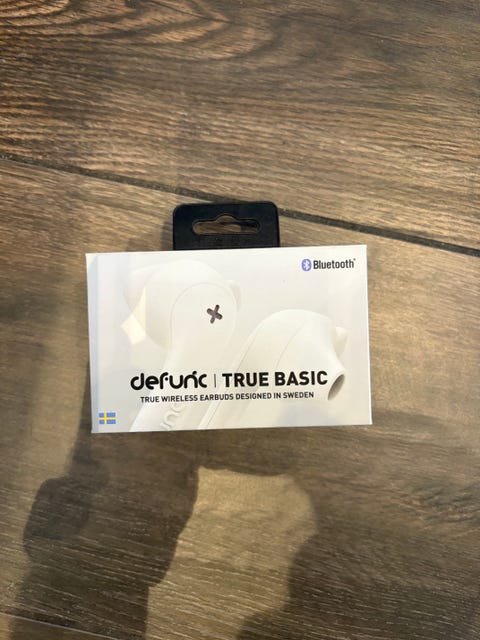 Bluetooth®
defunc | TRUE BASIC
TRUE WIRELESS EARBUDS DESIGNED IN SWEDEN